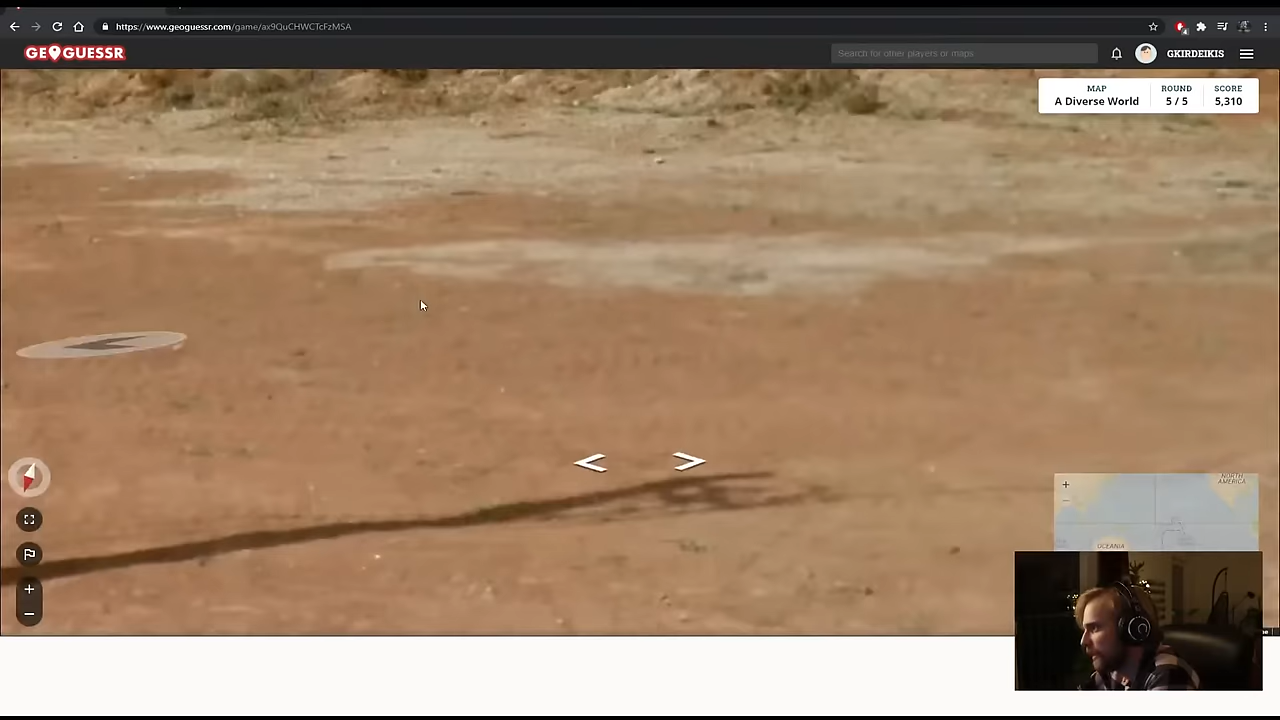 https://www.geoguessr.com/game/ax9QuCHWCTcFzMSA
GEOGUESSR
Search for other players or maps
GKIRDEIKIS
MAP
A Diverse World
ROUND
5 / 5
SCORE
5,310
NORTH
AMERICA
OCEANIA